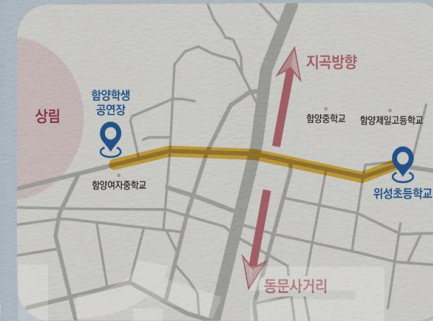 지곡방향
상림
함양학생
공연장
함양중학교
함양제일고등학교
함양여자중학교
위성초등학교
동문사거리